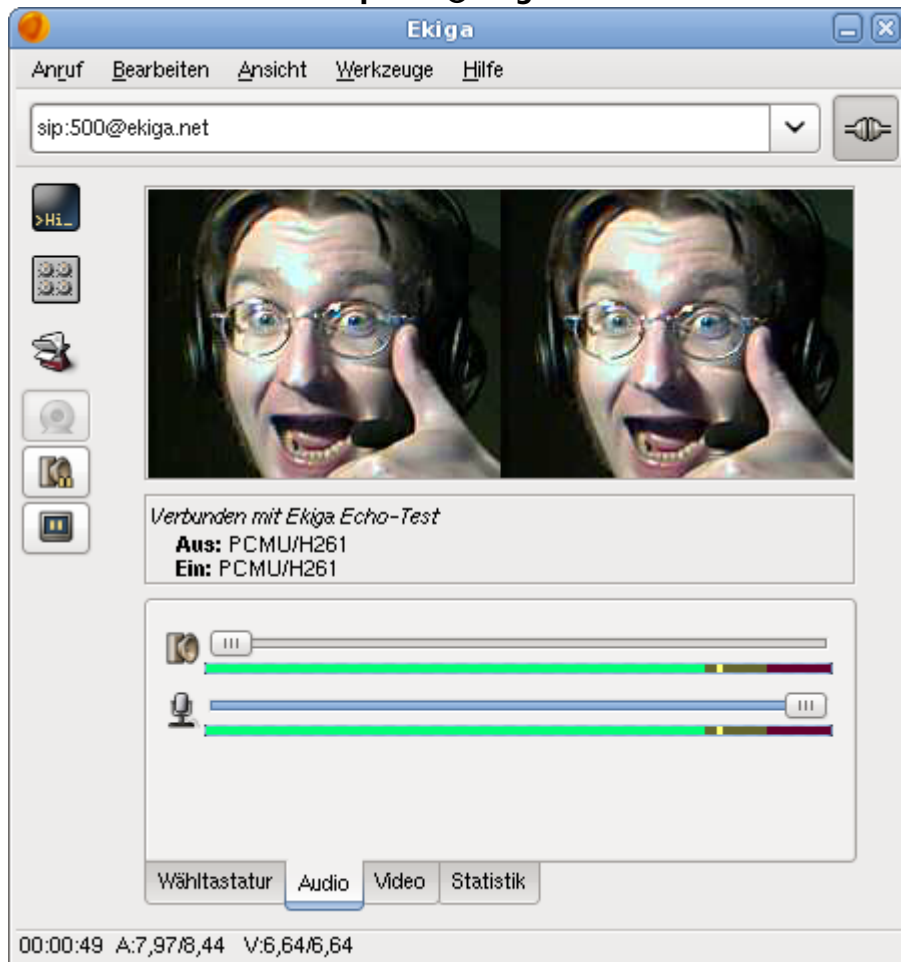 Ekiga
Anruf Bearbeiten Ansicht Werkzeuge Hilfe
sip:500@ekiga.net
>Hi_
Verbunden mit Ekiga Echo-Test
Aus: PCMU/H261
Ein: PCMU/H261
Wähltastatur Audio Video Statistik
00:00:49 A:7,97/8,44 V:6,64/6,64